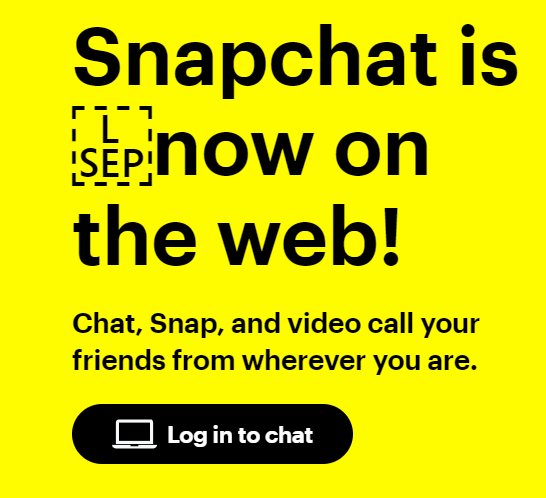 Snapchat is
L SEP now on
the web!
Chat, Snap, and video call your
friends from wherever you are.
Log in to chat